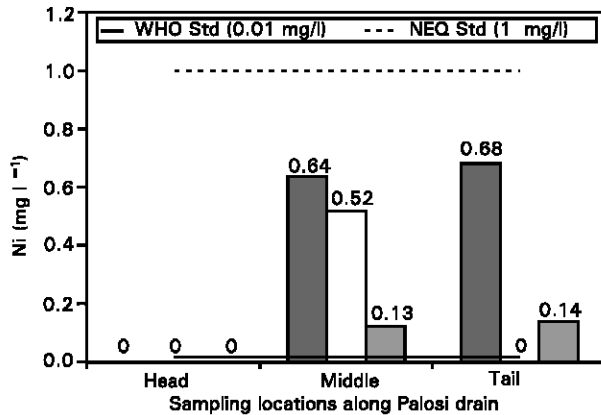 1.2
WHO Std (0.01 mg/l) NEQ Std (1 mg/l)
1.0
0.8
0.68
0.64
0.6
0.52
0.4
0.2
0.13
0.14
0 0 0 0
0.0
Head Middle Tail
Ni (mg l⁻¹)
Sampling locations along Palosi drain